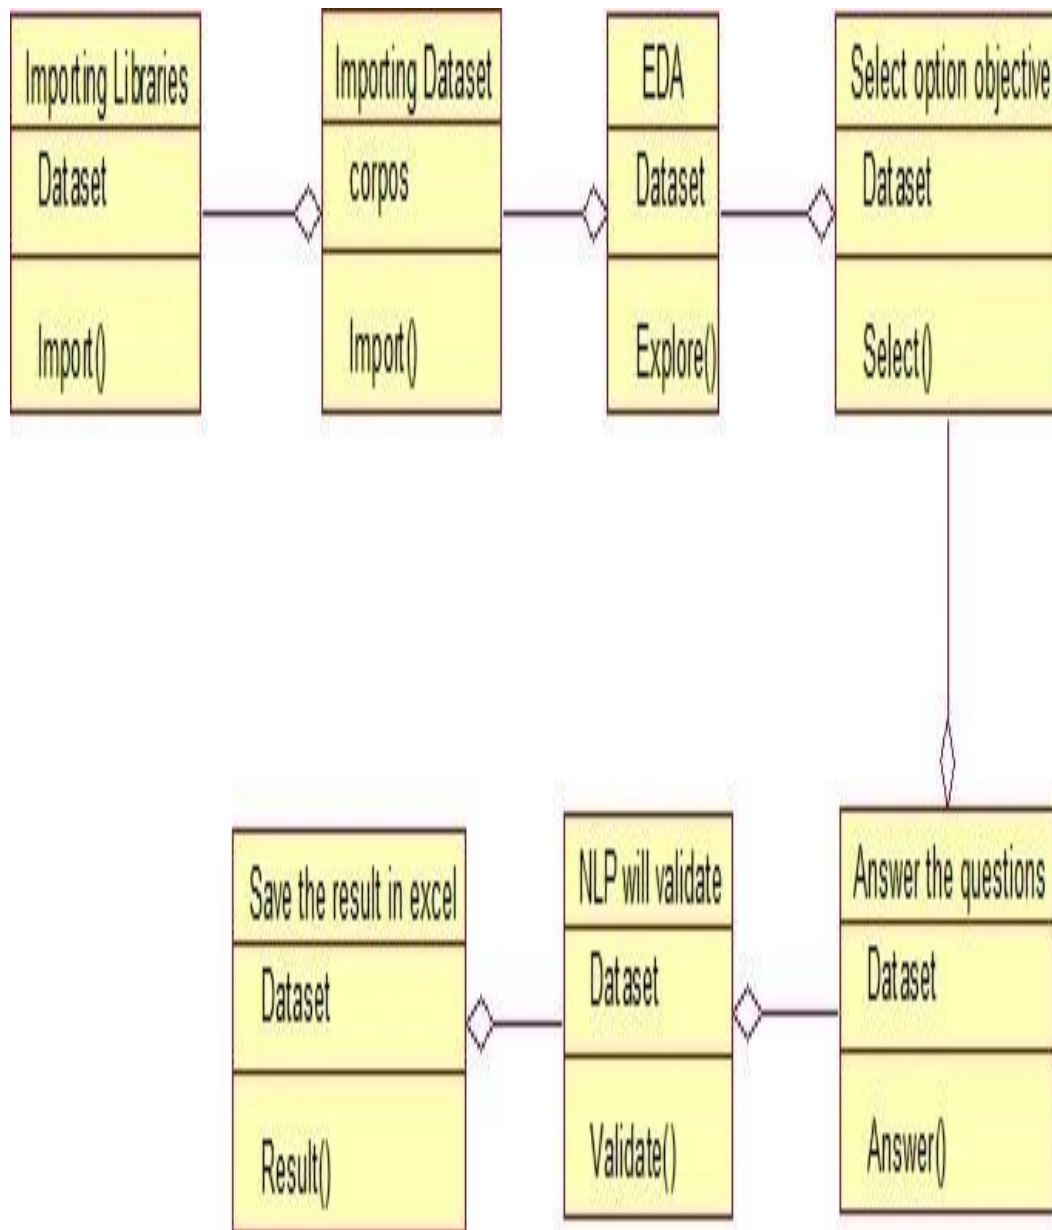 Importing Libraries
Dataset
Import()
Importing Dataset
corpos
Import()
EDA
Dataset
Explore()
Select option objective
Dataset
Select()
Answer the questions
Dataset
Answer()
NLP will validate
Dataset
Validate()
Save the result in excel
Dataset
Result()